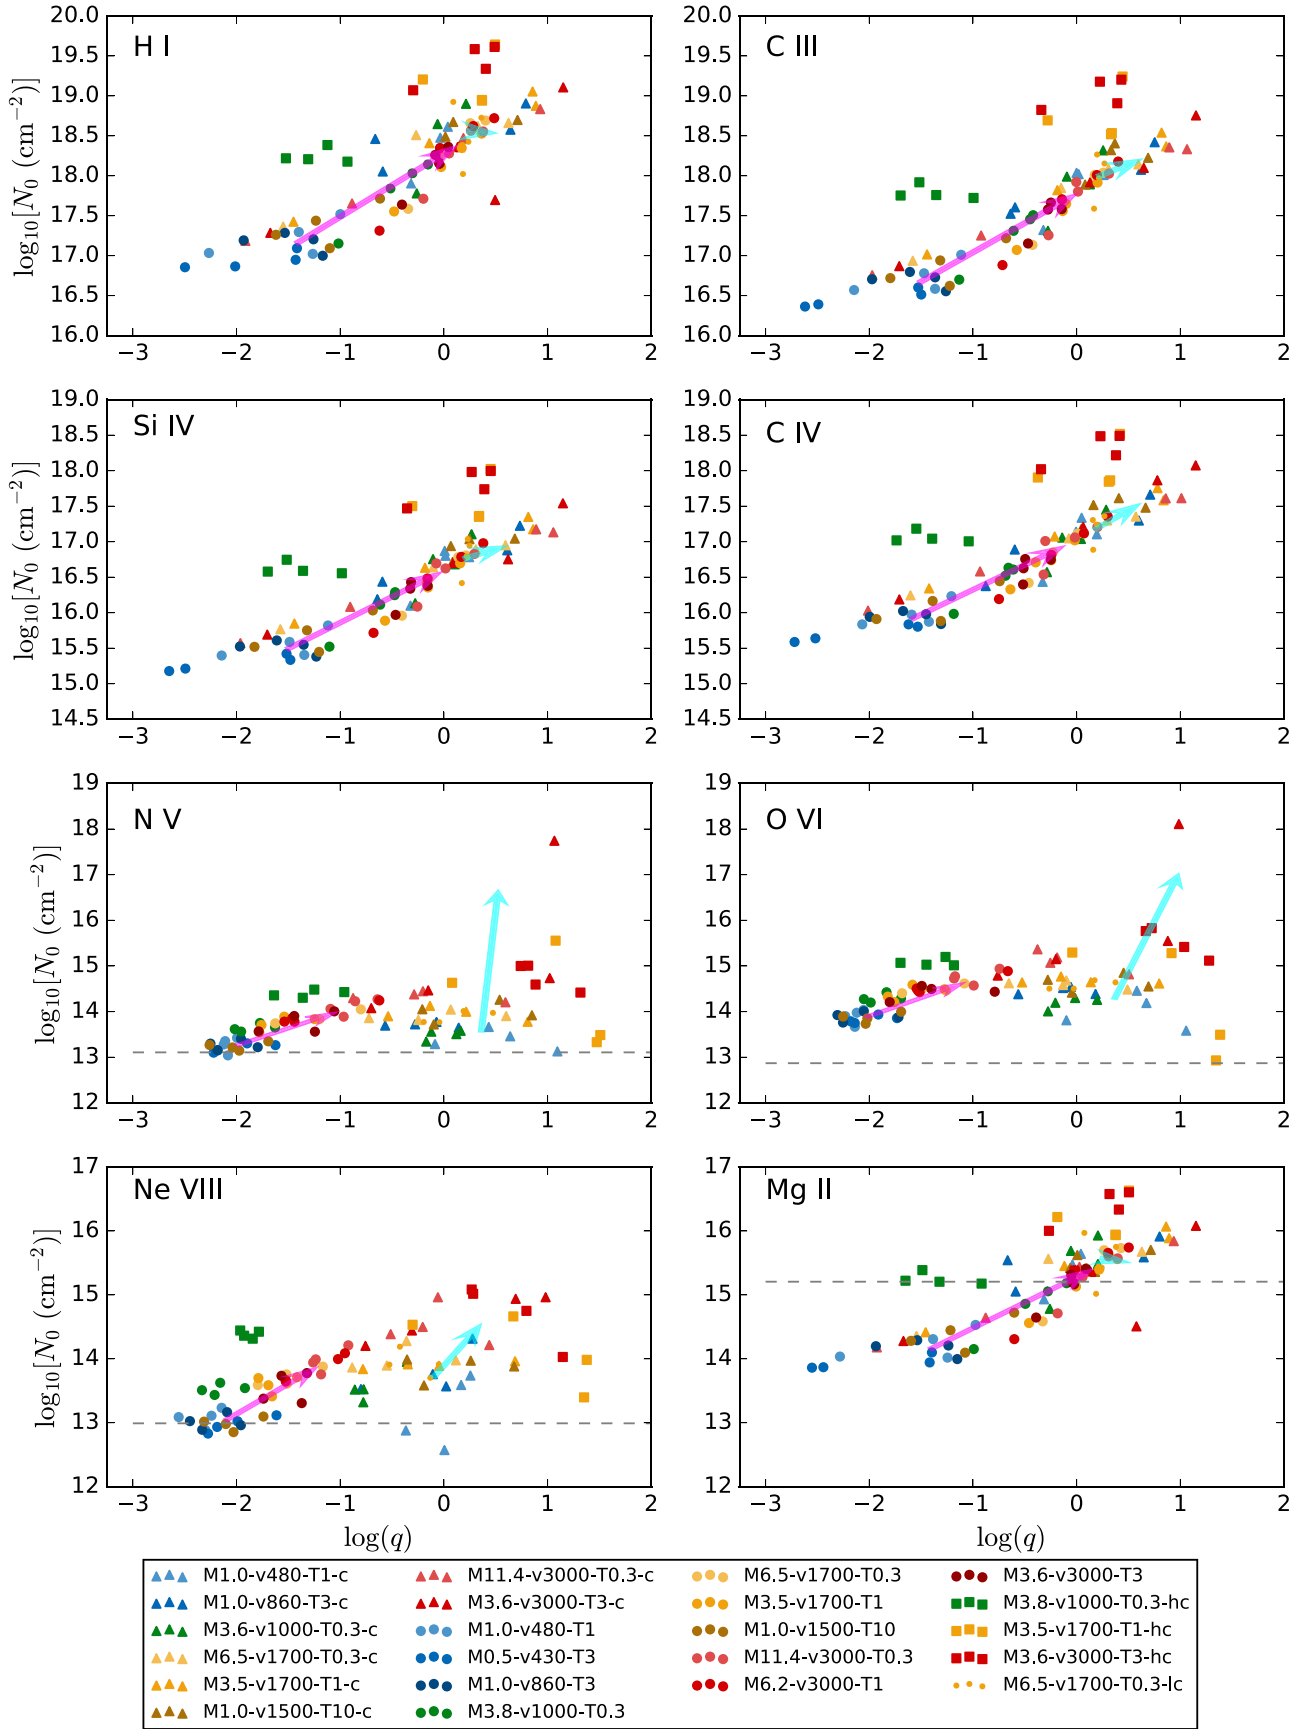 H I
20.0
19.5
19.0
18.5
18.0
17.5
17.0
16.5
16.0
log₁₀[N₀ (cm⁻²)]
−3 −2 −1 0 1 2
C III
20.0
19.5
19.0
18.5
18.0
17.5
17.0
16.5
16.0
−3 −2 −1 0 1 2
Si IV
19.0
18.5
18.0
17.5
17.0
16.5
16.0
15.5
15.0
14.5
log₁₀[N₀ (cm⁻²)]
−3 −2 −1 0 1 2
C IV
19.0
18.5
18.0
17.5
17.0
16.5
16.0
15.5
15.0
14.5
−3 −2 −1 0 1 2
N V
19
18
17
16
15
14
13
12
log₁₀[N₀ (cm⁻²)]
−3 −2 −1 0 1 2
O VI
19
18
17
16
15
14
13
12
−3 −2 −1 0 1 2
Ne VIII
17
16
15
14
13
12
log₁₀[N₀ (cm⁻²)]
−3 −2 −1 0 1 2
log(q)
Mg II
17
16
15
14
13
12
−3 −2 −1 0 1 2
log(q)
M1.0-v480-T1-c
M1.0-v860-T3-c
M3.6-v1000-T0.3-c
M6.5-v1700-T0.3-c
M3.5-v1700-T1-c
M1.0-v1500-T10-c
M11.4-v3000-T0.3-c
M3.6-v3000-T3-c
M1.0-v480-T1
M0.5-v430-T3
M1.0-v860-T3
M3.8-v1000-T0.3
M6.5-v1700-T0.3
M3.5-v1700-T1
M1.0-v1500-T10
M11.4-v3000-T0.3
M6.2-v3000-T1
M3.6-v3000-T3
M3.8-v1000-T0.3-hc
M3.5-v1700-T1-hc
M3.6-v3000-T3-hc
M6.5-v1700-T0.3-lc